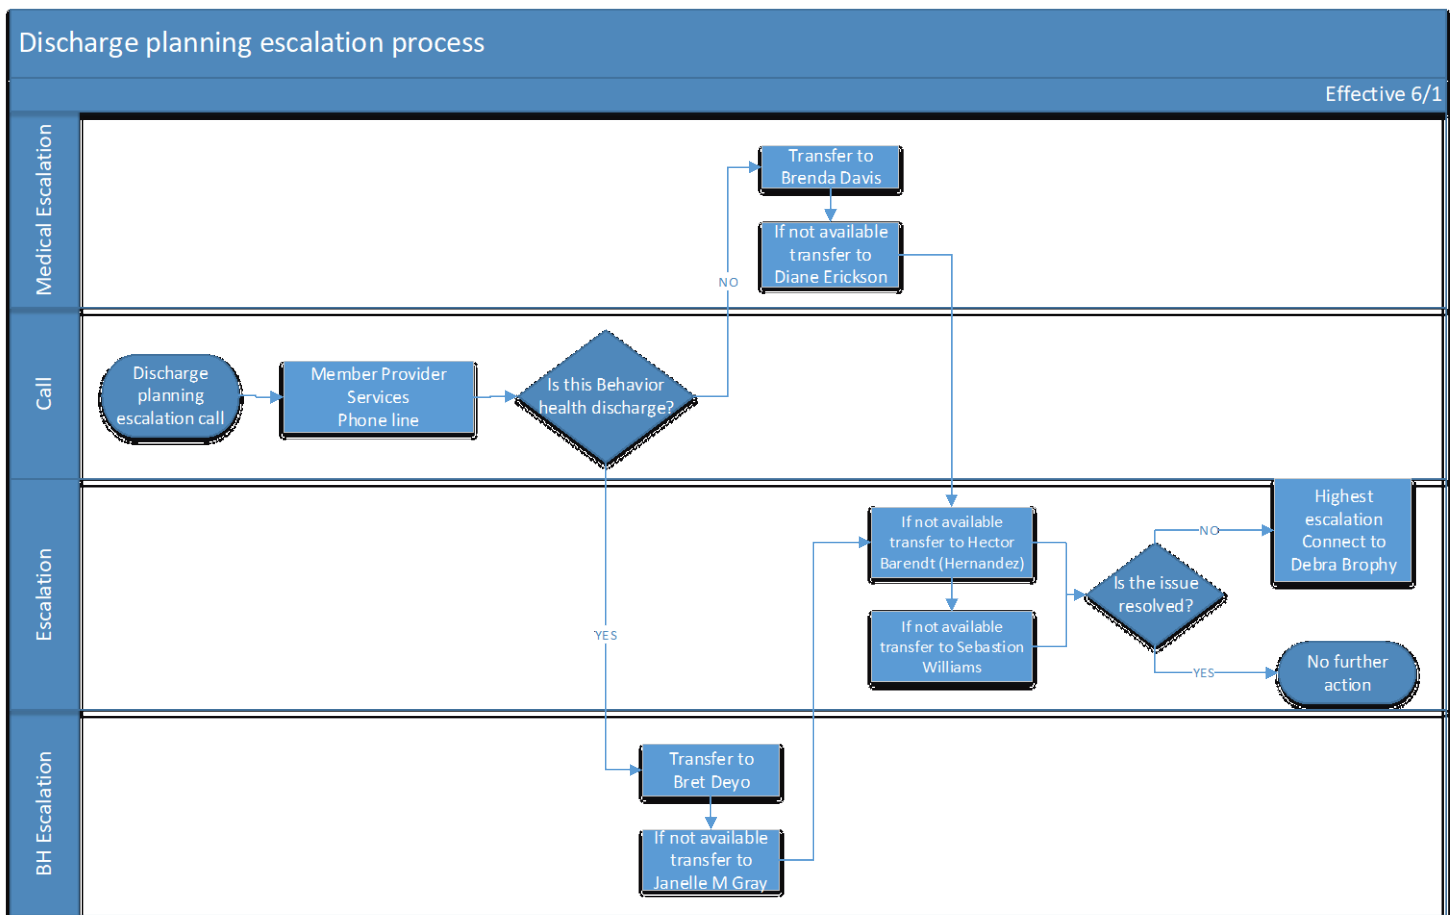 Discharge planning escalation process
Effective 6/1
Medical Escalation
Transfer to
Brenda Davis
If not available
transfer to
Diane Erickson
NO
Call
Discharge
planning
escalation call
Member Provider
Services
Phone line
Is this Behavior
health discharge?
Escalation
YES
If not available
transfer to Hector
Barendt (Hernandez)
If not available
transfer to Sebastion
Williams
Is the issue
resolved?
NO
Highest
escalation
Connect to
Debra Brophy
YES
No further
action
BH Escalation
Transfer to
Bret Deyo
If not available
transfer to
Janelle M Gray